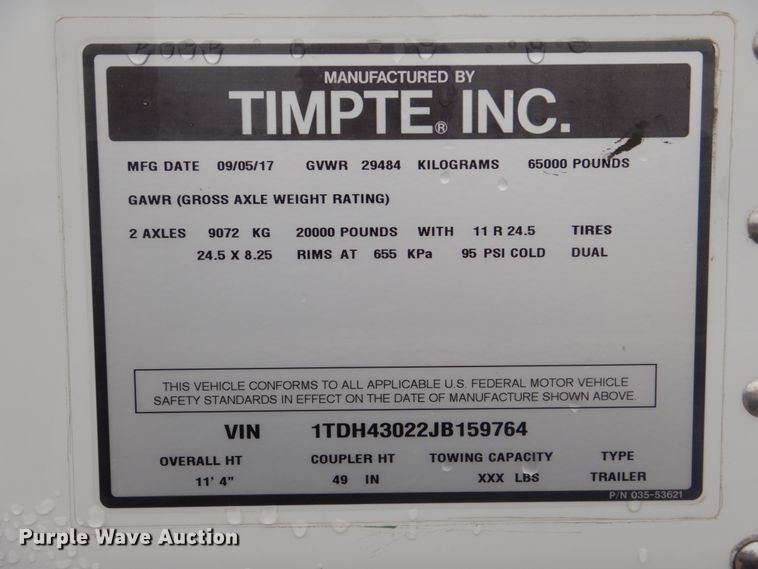 MANUFACTURED BY
TIMPTE® INC.
MFG DATE 09/05/17 GVWR 29484 KILOGRAMS 65000 POUNDS
GAWR (GROSS AXLE WEIGHT RATING)
2 AXLES 9072 KG 20000 POUNDS WITH 11 R 24.5 TIRES
24.5 X 8.25 RIMS AT 655 KPa 95 PSI COLD DUAL
THIS VEHICLE CONFORMS TO ALL APPLICABLE U.S. FEDERAL MOTOR VEHICLE
SAFETY STANDARDS IN EFFECT ON THE DATE OF MANUFACTURE SHOWN ABOVE.
VIN 1TDH43022JB159764
OVERALL HT COUPLER HT TOWING CAPACITY TYPE
11' 4" 49 IN XXX LBS TRAILER
P/N 035-53621
Purple Wave Auction